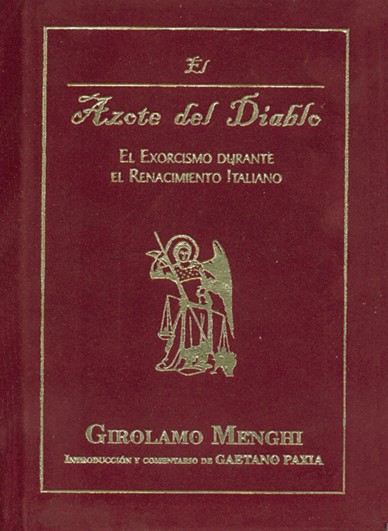 El
Azote del Diablo
El Exorcismo durante
el Renacimiento Italiano
Girolamo Menghi
Introducción y comentario de GAETANO PAXIA